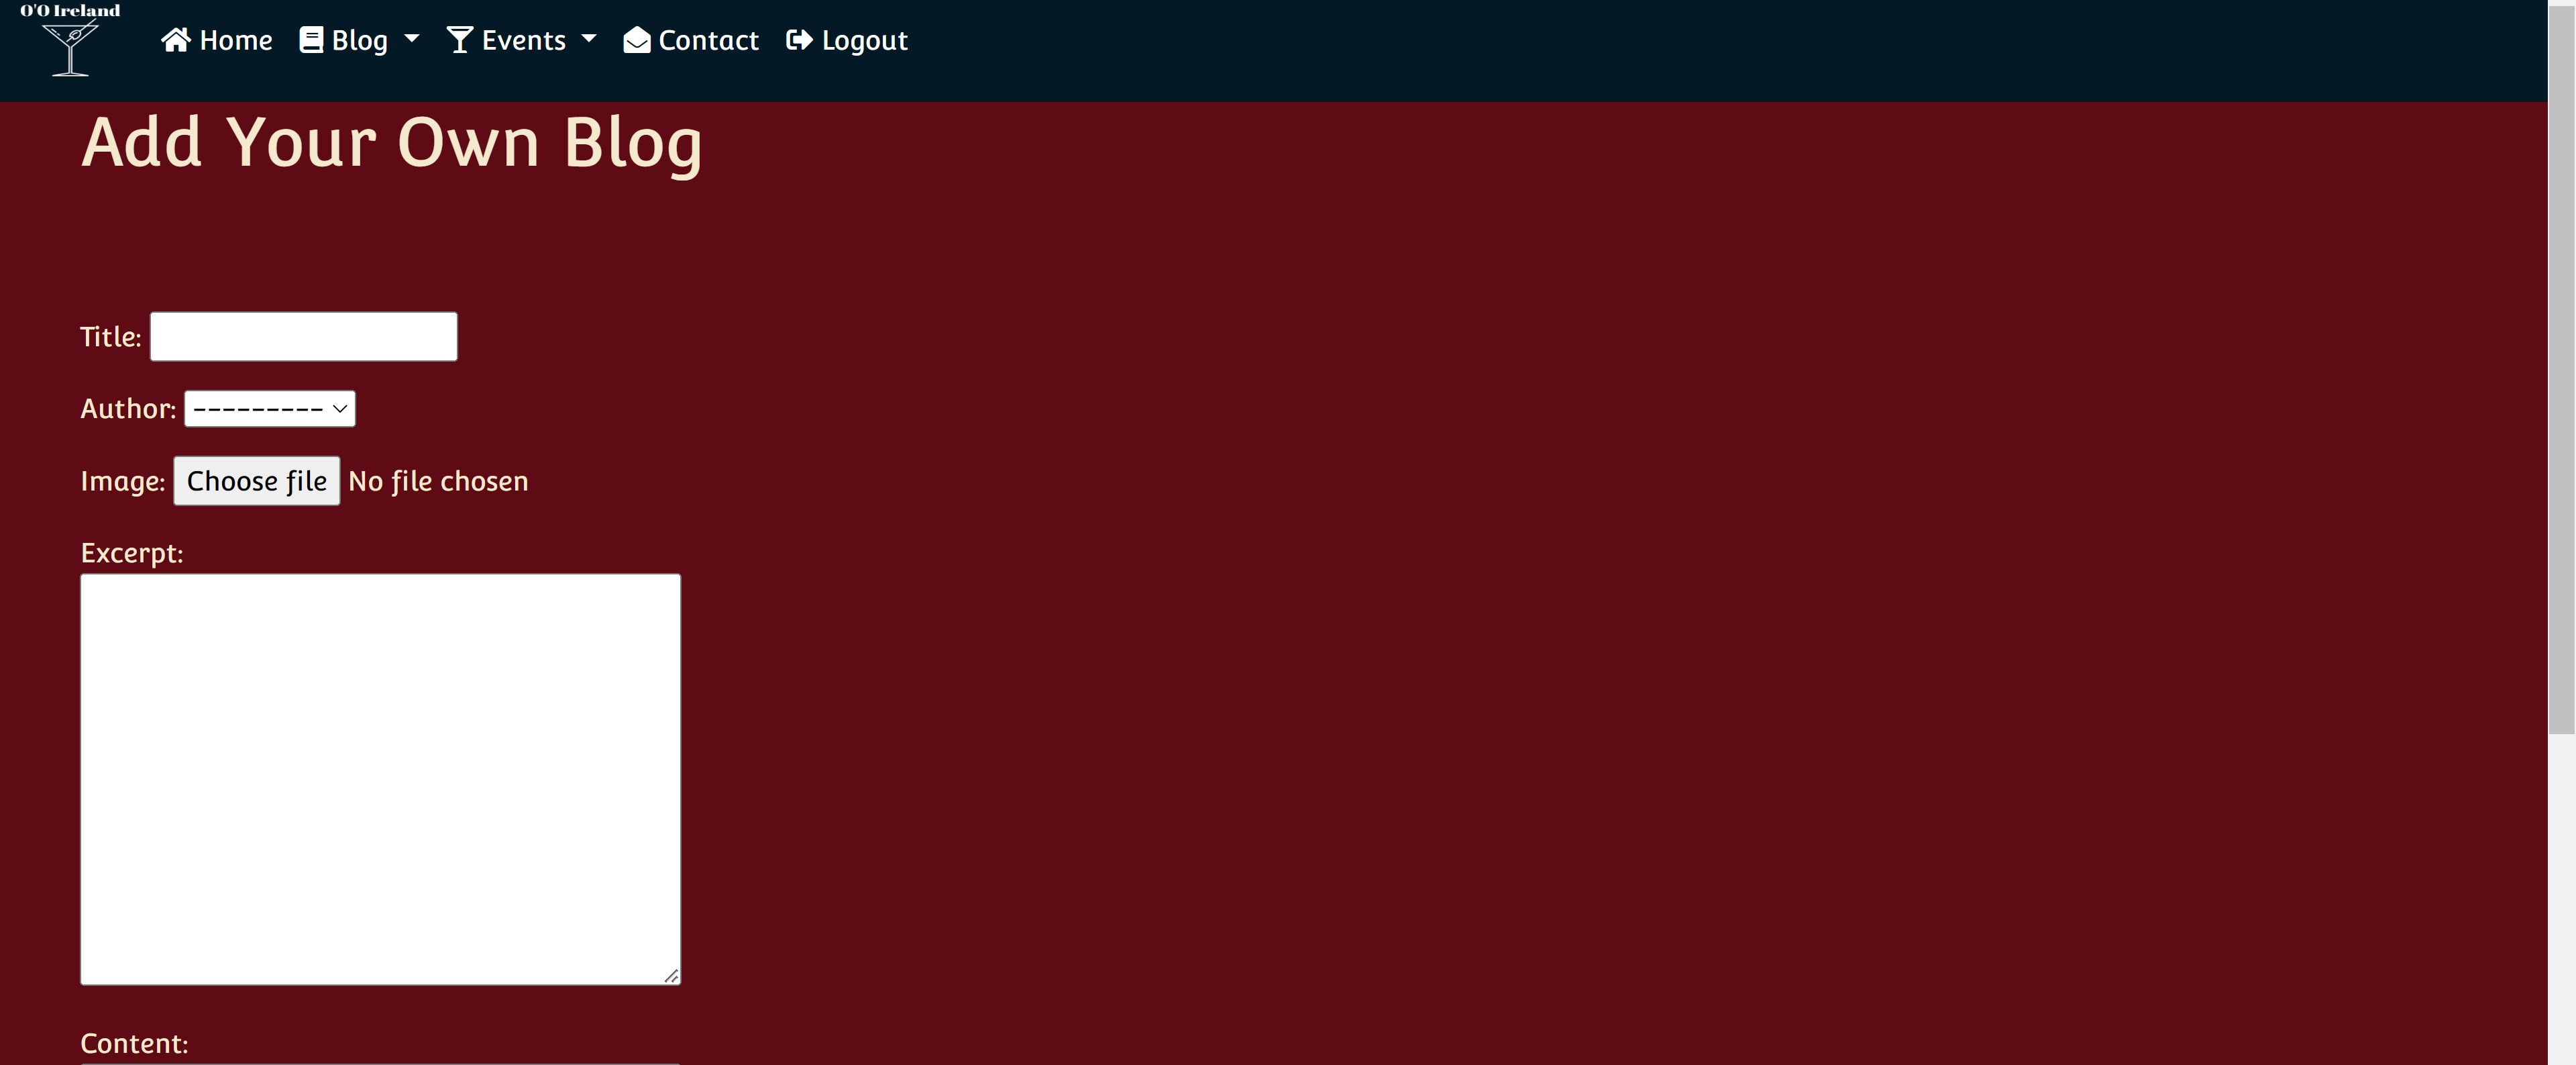 O'O Ireland
Home Blog Events Contact Logout
Add Your Own Blog
Title:
Author: ---------
Image: Choose file No file chosen
Excerpt:
Content: